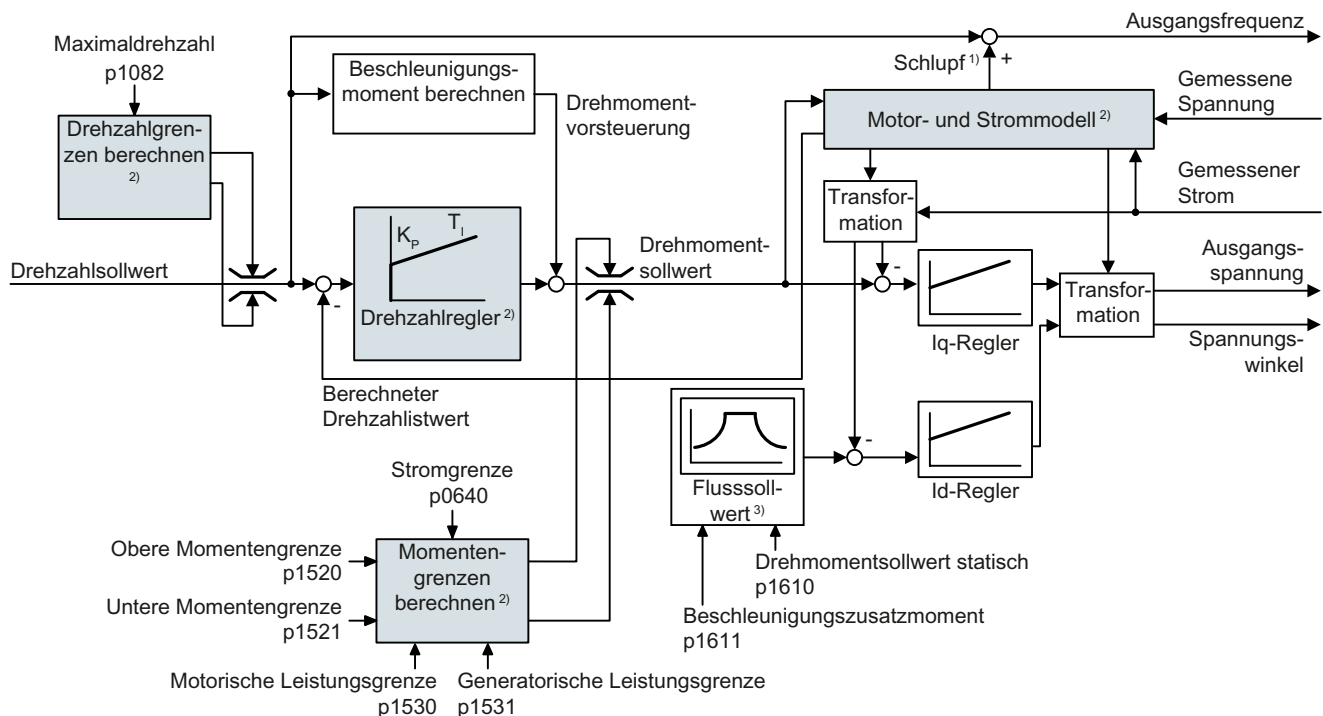 Ausgangsfrequenz
Maximaldrehzahl
p1082
Schlupf 1)
+
Beschleunigungs-
moment berechnen
Gemessene
Spannung
Drehmoment-
vorsteuerung
Drehzahlgren-
zen berechnen
2)
Motor- und Strommodell 2)
Gemessener
Strom
Transfor-
mation
KP
TI
Drehzahlsollwert
Drehmoment-
sollwert
Ausgangs-
spannung
-
-
Drehzahlregler 2)
Transfor-
mation
Iq-Regler
Spannungs-
winkel
Berechneter
Drehzahlistwert
-
Flusssoll-
wert 3)
Id-Regler
Stromgrenze
p0640
Obere Momentengrenze
p1520
Momenten-
grenzen
berechnen 2)
Drehmomentsollwert statisch
p1610
Untere Momentengrenze
p1521
Beschleunigungszusatzmoment
p1611
Motorische Leistungsgrenze
p1530
Generatorische Leistungsgrenze
p1531